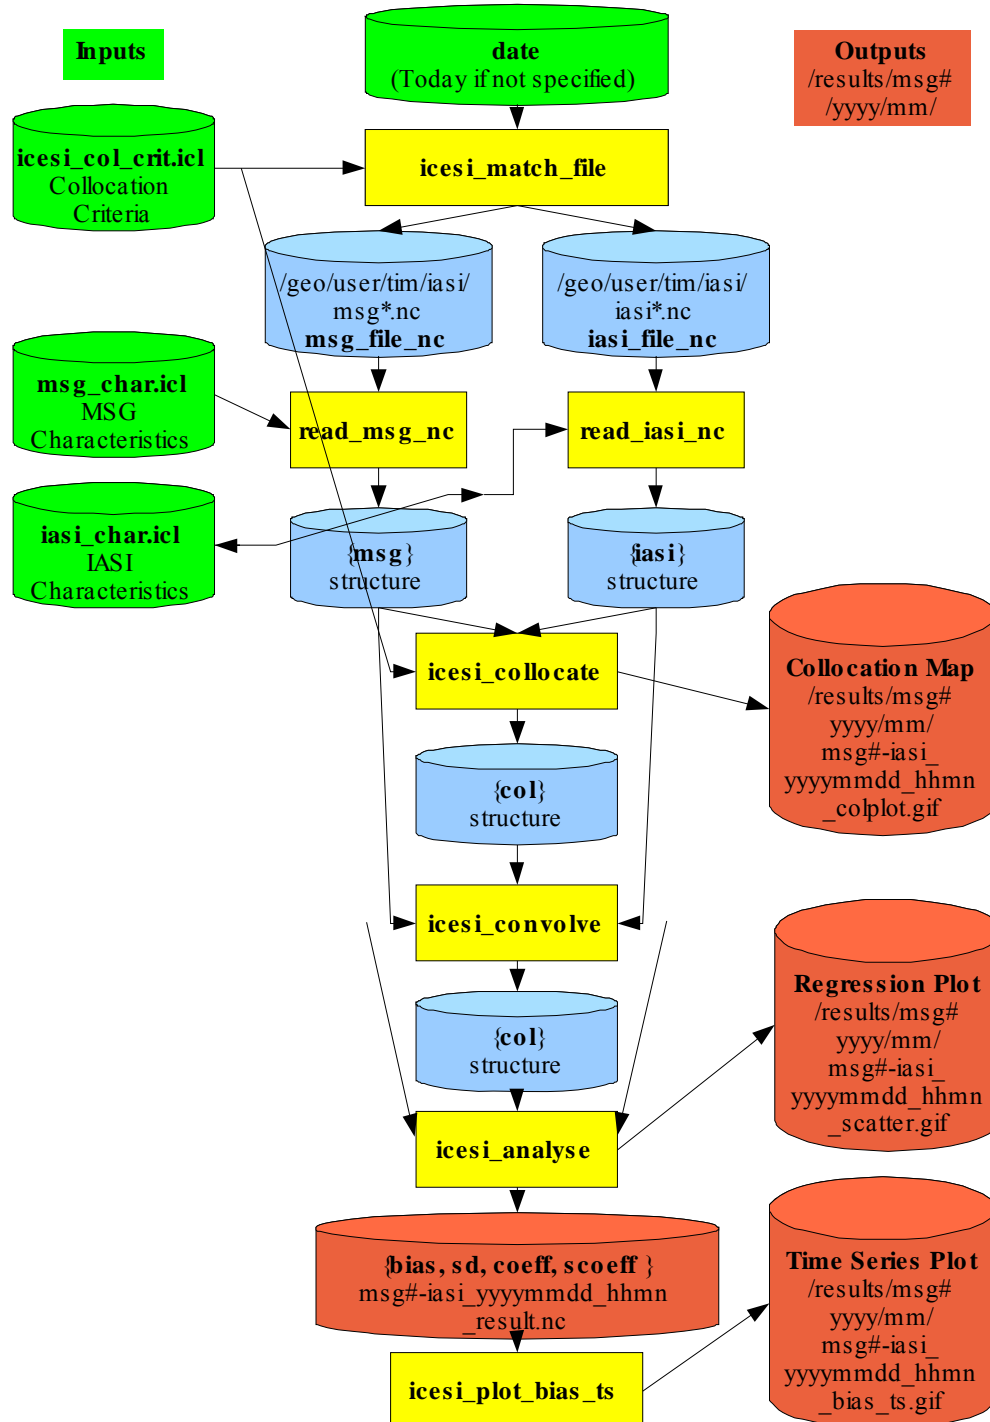 Inputs
date
(Today if not specified)
Outputs
/results/msg#
/yyyy/mm/
icesi_col_crit.icl
Collocation
Criteria
icesi_match_file
/geo/user/tim/iasi/
msg*.nc
msg_file_nc
/geo/user/tim/iasi/
iasi*.nc
iasi_file_nc
msg_char.icl
MSG
Characteristics
read_msg_nc
read_iasi_nc
iasi_char.icl
IASI
Characteristics
{msg}
structure
{iasi}
structure
icesi_collocate
Collocation Map
/results/msg#
yyyy/mm/
msg#-iasi_
yyyymmdd_hhmn
_colplot.gif
{col}
structure
icesi_convolve
Regression Plot
/results/msg#
yyyy/mm/
msg#-iasi_
yyyymmdd_hhmn
_scatter.gif
{col}
structure
icesi_analyse
{bias, sd, coeff, scoeff }
msg#-iasi_yyyymmdd_hhmn
_result.nc
Time Series Plot
/results/msg#
yyyy/mm/
msg#-iasi_
yyyymmdd_hhmn
_bias_ts.gif
icesi_plot_bias_ts